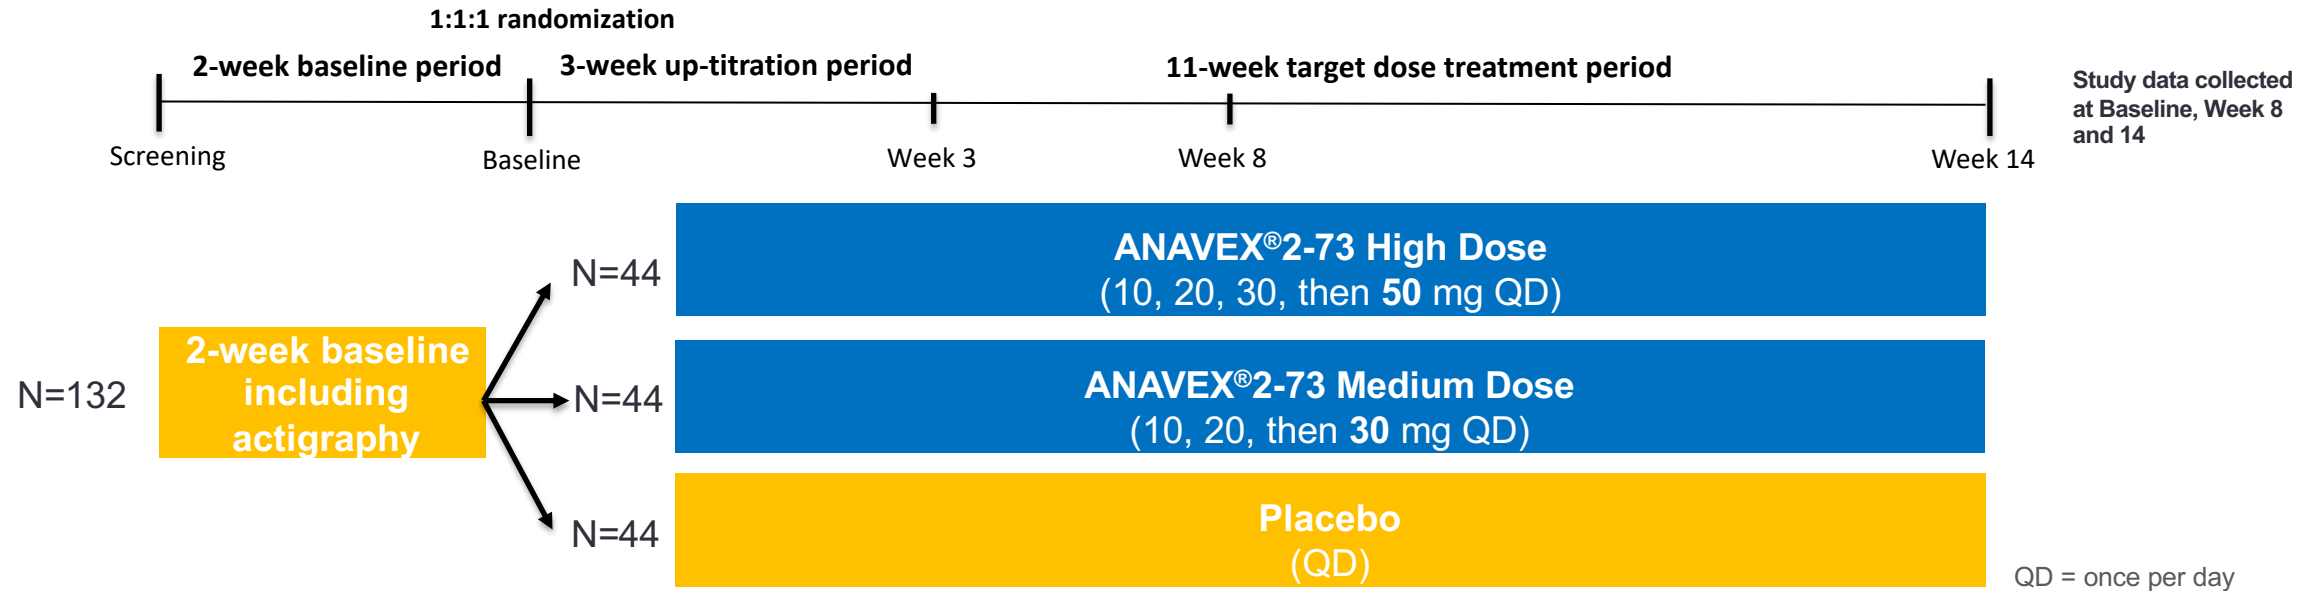 1:1:1 randomization
2-week baseline period
3-week up-titration period
11-week target dose treatment period
Study data collected
at Baseline, Week 8
and 14
Screening
Baseline
Week 3
Week 8
Week 14
N=132
2-week baseline
including
actigraphy
N=44
ANAVEX®2-73 High Dose
(10, 20, 30, then 50 mg QD)
N=44
ANAVEX®2-73 Medium Dose
(10, 20, then 30 mg QD)
N=44
Placebo
(QD)
QD = once per day